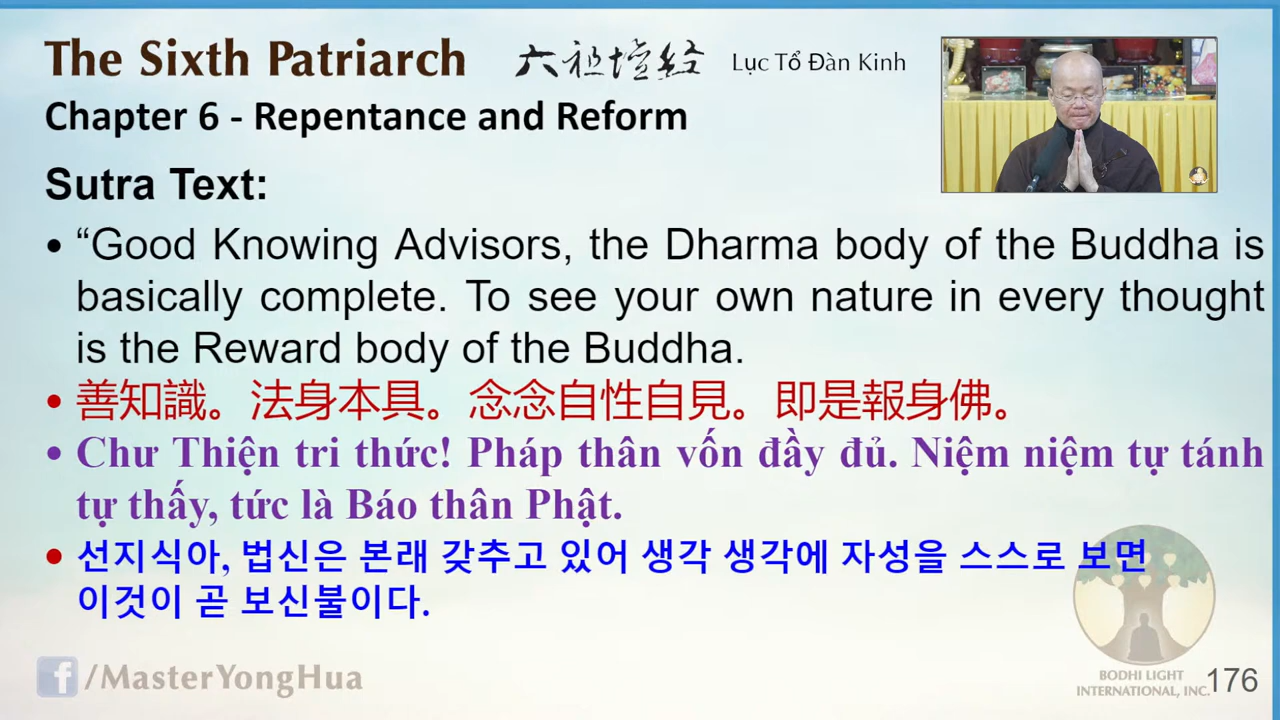 The Sixth Patriarch 六祖壇経 Lục Tổ Đàn Kinh
Chapter 6 - Repentance and Reform
Sutra Text:
• “Good Knowing Advisors, the Dharma body of the Buddha is
basically complete. To see your own nature in every thought
is the Reward body of the Buddha.
• 善知識。法身本具。念念自性自見。即是報身佛。
• Chư Thiện tri thức! Pháp thân vốn đầy đủ. Niệm niệm tự tánh
tự thấy, tức là Báo thân Phật.
• 선지식아, 법신은 본래 갖추고 있어 생각 생각에 자성을 스스로 보면
이것이 곧 보신불이다.
f/MasterYongHua
BODHI LIGHT
INTERNATIONAL, INC.
176